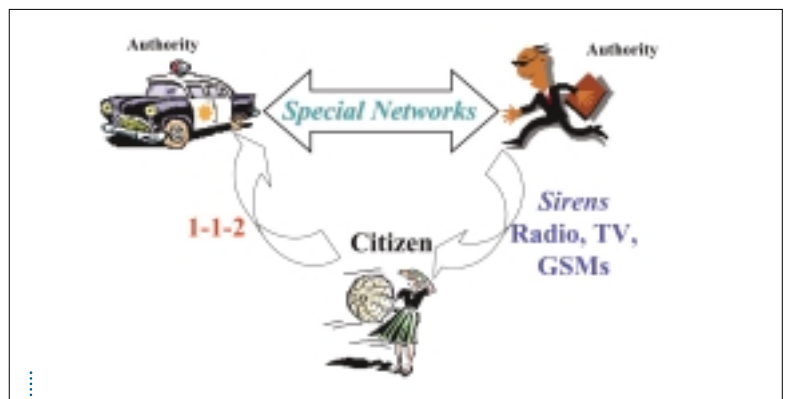 Authority
Authority
Special Networks
1-1-2
Citizen
Sirens
Radio, TV,
GSMs